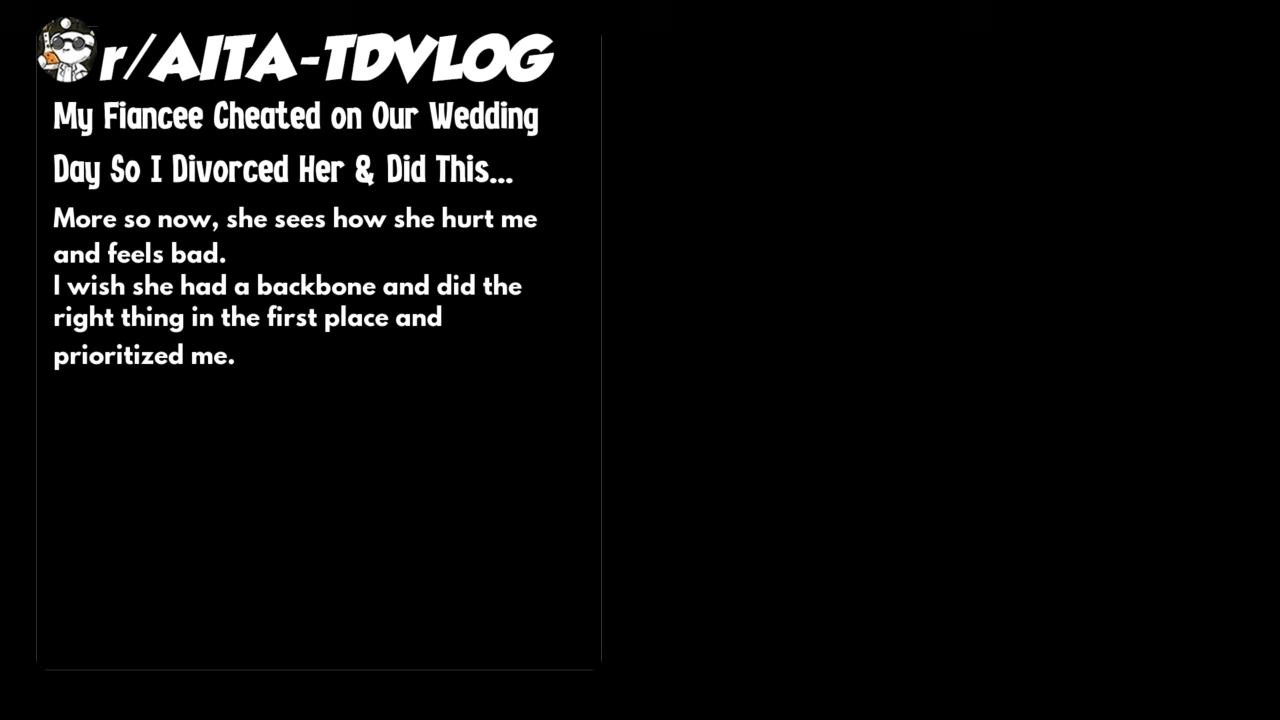 r/AITA-TDVLOG
My Fiancee Cheated on Our Wedding
Day So I Divorced Her & Did This...
More so now, she sees how she hurt me
and feels bad.
I wish she had a backbone and did the
right thing in the first place and
prioritized me.